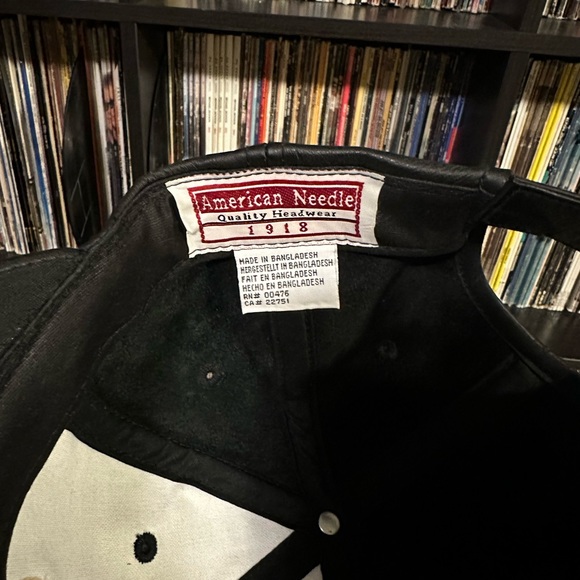 American Needle
Quality Headwear
1918
MADE IN BANGLADESH
HERGESTELLT IN BANGLADESH
FAIT EN BANGLADESH
HECHO EN BANGLADESH
RN# 00476
CA# 22751